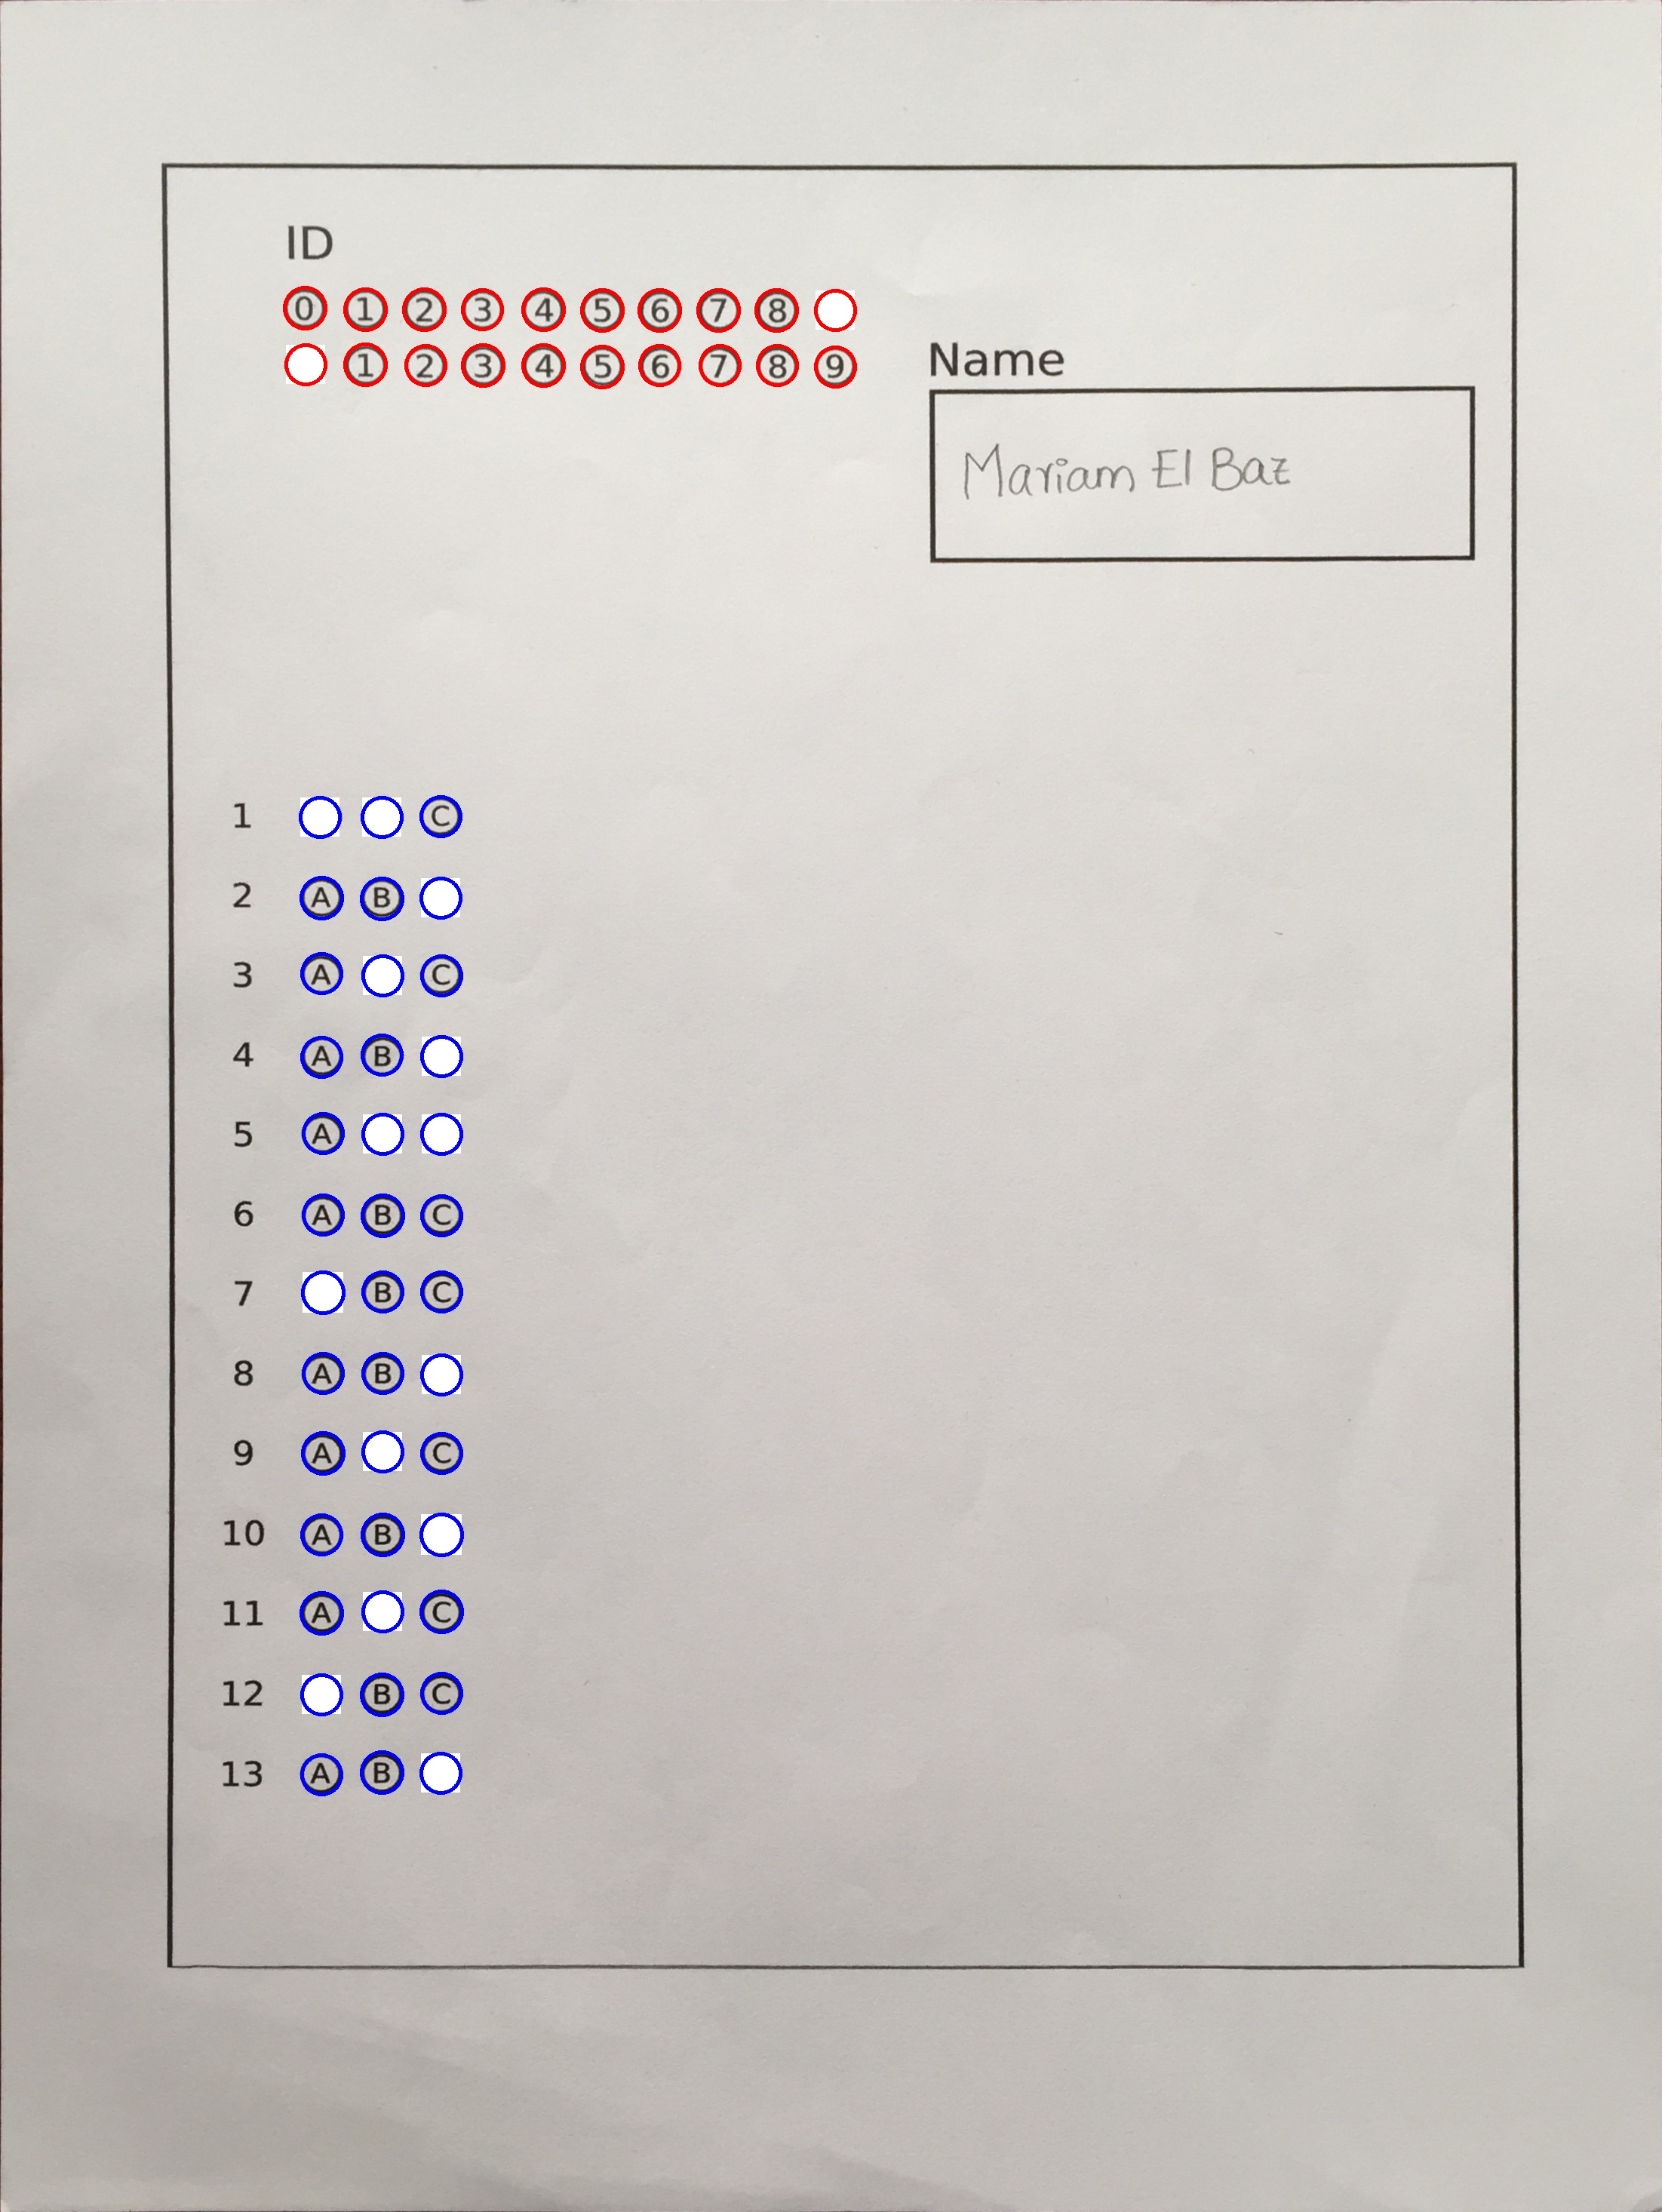 ID
0 1 2 3 4 5 6 7 8
1 2 3 4 5 6 7 8 9
Name
Mariam El Baz
1 C
2 A B
3 A C
4 A B
5 A
6 A B C
7 B C
8 A B
9 A C
10 A B
11 A C
12 B C
13 A B